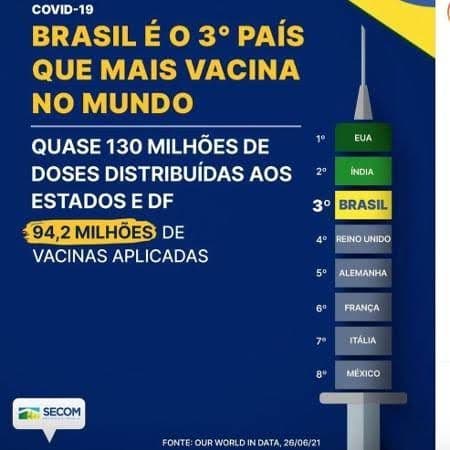 COVID-19
BRASIL É O 3º PAÍS
QUE MAIS VACINA
NO MUNDO
QUASE 130 MILHÕES DE
DOSES DISTRIBUÍDAS AOS
ESTADOS E DF
94,2 MILHÕES DE
VACINAS APLICADAS
1º EUA
2º ÍNDIA
3º BRASIL
4º REINO UNIDO
5º ALEMANHA
6º FRANÇA
7º ITÁLIA
8º MÉXICO
SECOM
FONTE: OUR WORLD IN DATA, 26/06/21